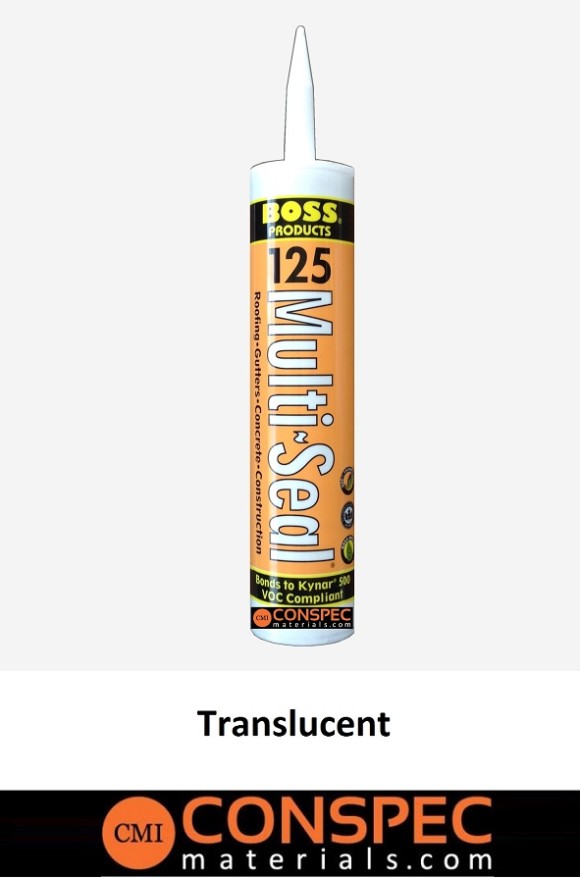 BOSS®
PRODUCTS
125
Multi~Seal®
Roofing•Gutters•Concrete•Construction
Bonds to Kynar® 500
VOC Compliant
CMI CONSPEC
materials.com
Translucent
CMI CONSPEC
materials.com